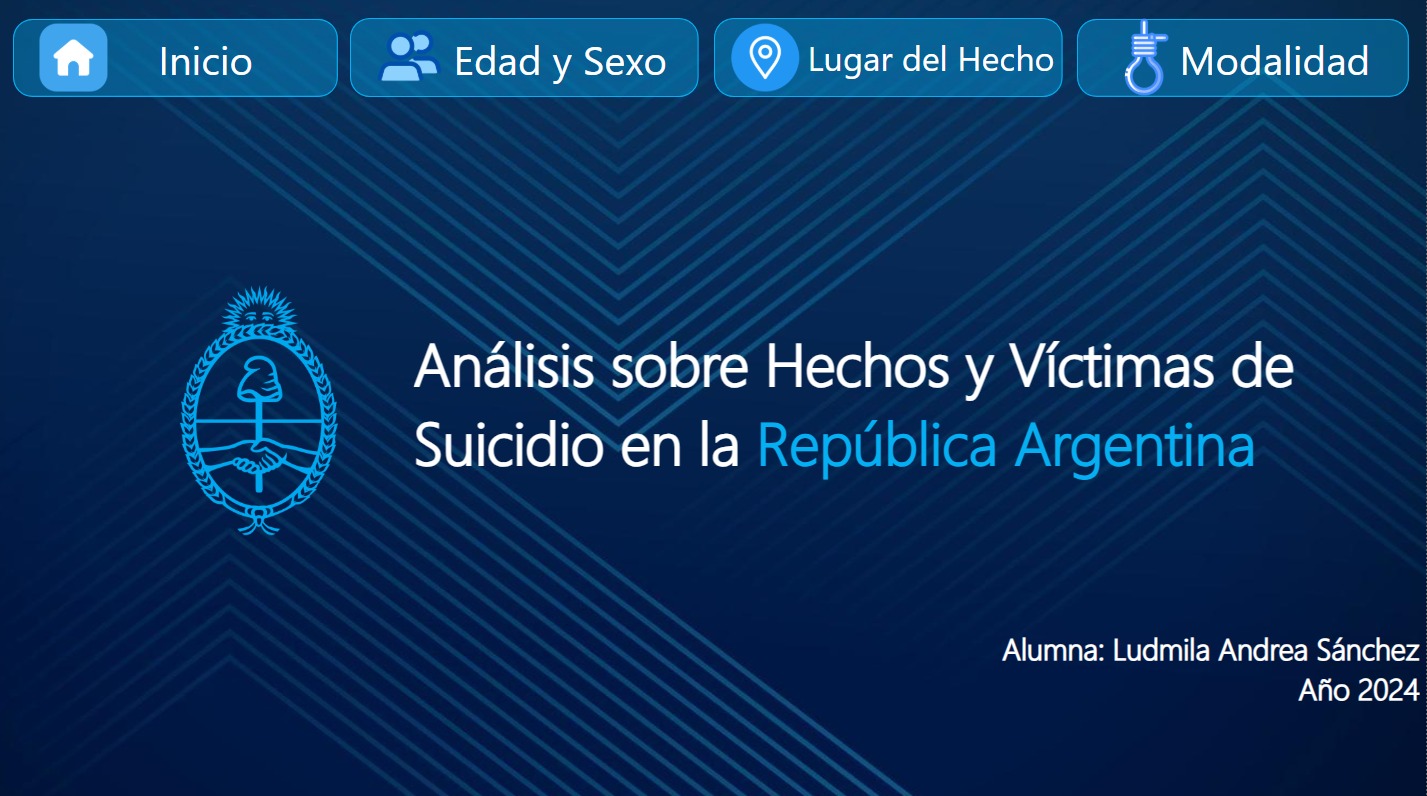 Inicio
Edad y Sexo
Lugar del Hecho
Modalidad
Análisis sobre Hechos y Víctimas de
Suicidio en la República Argentina
Alumna: Ludmila Andrea Sánchez
Año 2024